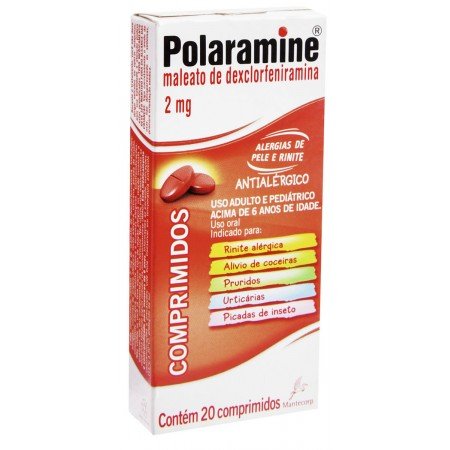 Polaramine®
maleato de dexclorfeniramina
2 mg
ALERGIAS DE
PELE E RINITE
ANTIALÉRGICO
USO ADULTO E PEDIÁTRICO
ACIMA DE 6 ANOS DE IDADE.
Uso oral
Indicado para:
Rinite alérgica
Alívio de coceiras
Pruridos
Urticárias
Picadas de inseto
COMPRIMIDOS
Contém 20 comprimidos
Mantecorp